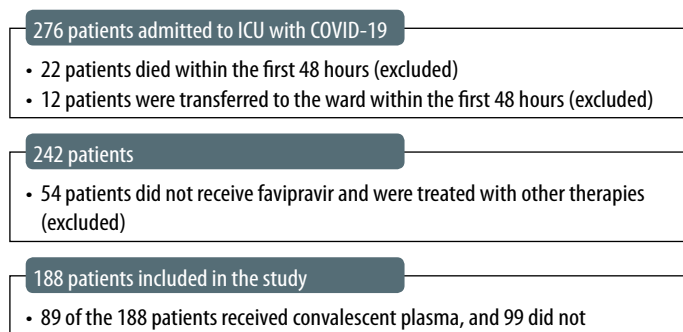 276 patients admitted to ICU with COVID-19
• 22 patients died within the first 48 hours (excluded)
• 12 patients were transferred to the ward within the first 48 hours (excluded)
242 patients
• 54 patients did not receive favipravir and were treated with other therapies
(excluded)
188 patients included in the study
• 89 of the 188 patients received convalescent plasma, and 99 did not